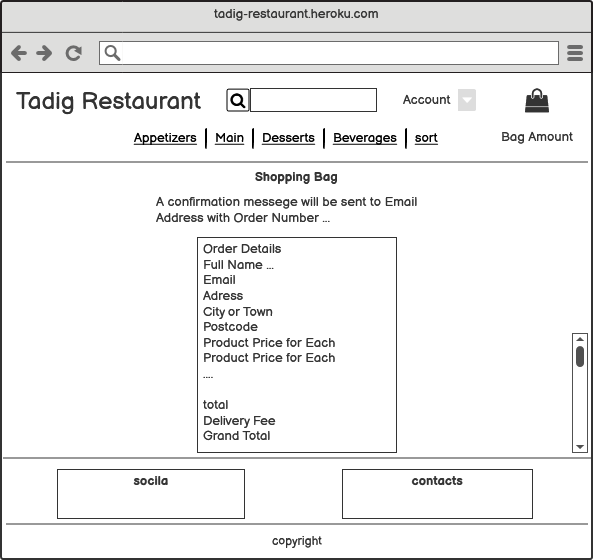 tadig-restaurant.heroku.com
Tadig Restaurant
Account
Appetizers Main Desserts Beverages sort
Bag Amount
Shopping Bag
A confirmation messege will be sent to Email
Address with Order Number ...
Order Details
Full Name ...
Email
Adress
City or Town
Postcode
Product Price for Each
Product Price for Each
....
total
Delivery Fee
Grand Total
socila
contacts
copyright